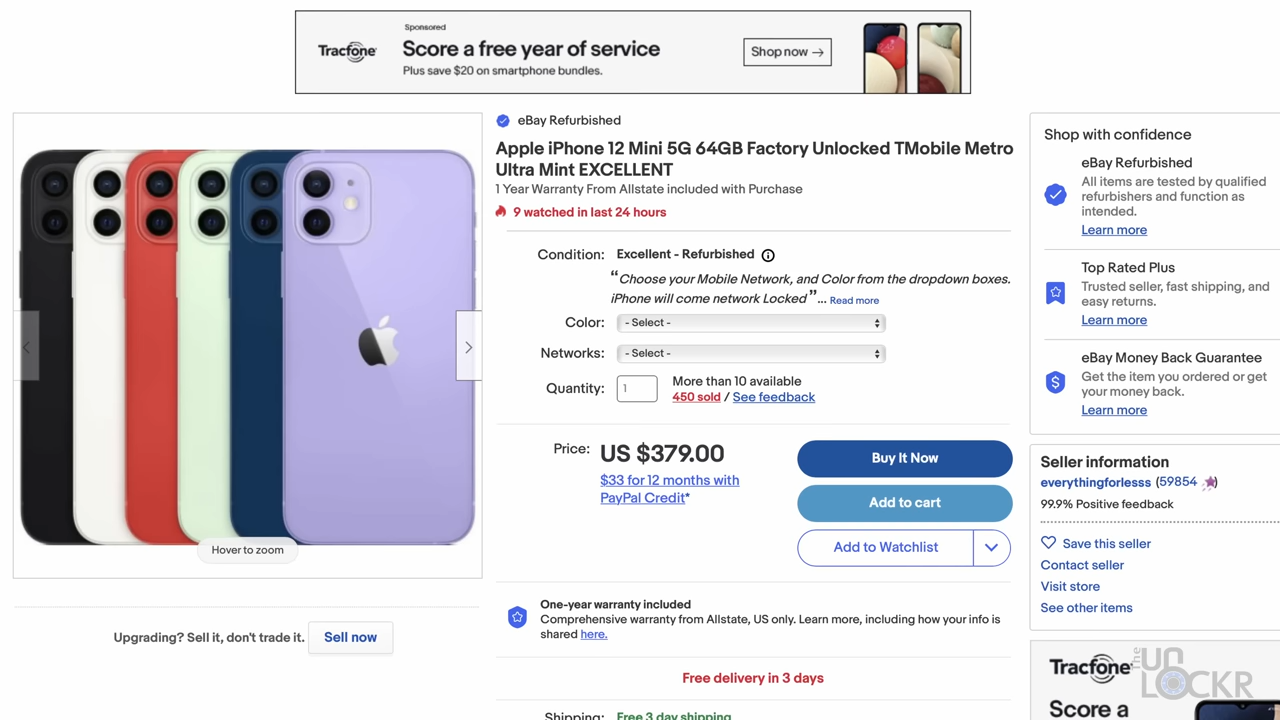 Sponsored
Tracfone
Score a free year of service
Plus save $20 on smartphone bundles.
Shop now →
eBay Refurbished
Apple iPhone 12 Mini 5G 64GB Factory Unlocked TMobile Metro
Ultra Mint EXCELLENT
1 Year Warranty From Allstate included with Purchase
9 watched in last 24 hours
Condition: Excellent - Refurbished
“Choose your Mobile Network, and Color from the dropdown boxes.
iPhone will come network Locked ”... Read more
Color: - Select -
Networks: - Select -
Quantity: 1
More than 10 available
450 sold / See feedback
Price: US $379.00
$33 for 12 months with
PayPal Credit*
Buy It Now
Add to cart
Add to Watchlist
Hover to zoom
Upgrading? Sell it, don't trade it. Sell now
One-year warranty included
Comprehensive warranty from Allstate, US only. Learn more, including how your info is
shared here.
Free delivery in 3 days
Shipping: Free 3 day shipping
Shop with confidence
eBay Refurbished
All items are tested by qualified
refurbishers and function as
intended.
Learn more
Top Rated Plus
Trusted seller, fast shipping, and
easy returns.
Learn more
eBay Money Back Guarantee
Get the item you ordered or get
your money back.
Learn more
Seller information
everythingforlesss (59854 )
99.9% Positive feedback
Save this seller
Contact seller
Visit store
See other items
Tracfone
Score a
The
UN
LOCKR